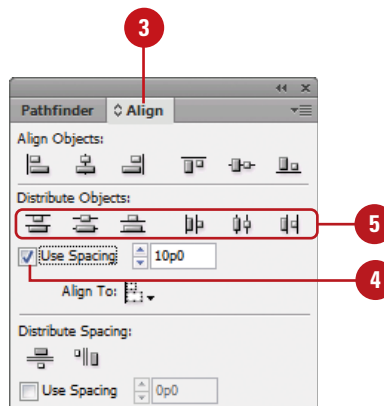 3
Pathfinder Align
Align Objects:
Distribute Objects:
5
Use Spacing 10p0
4
Align To:
Distribute Spacing:
Use Spacing 0p0